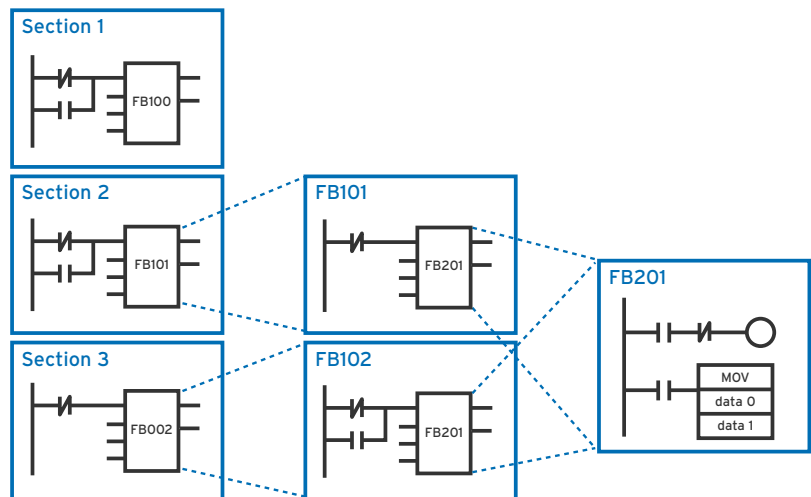 Section 1
FB100
Section 2
FB101
FB101
FB201
Section 3
FB002
FB102
FB201
FB201
MOV
data 0
data 1